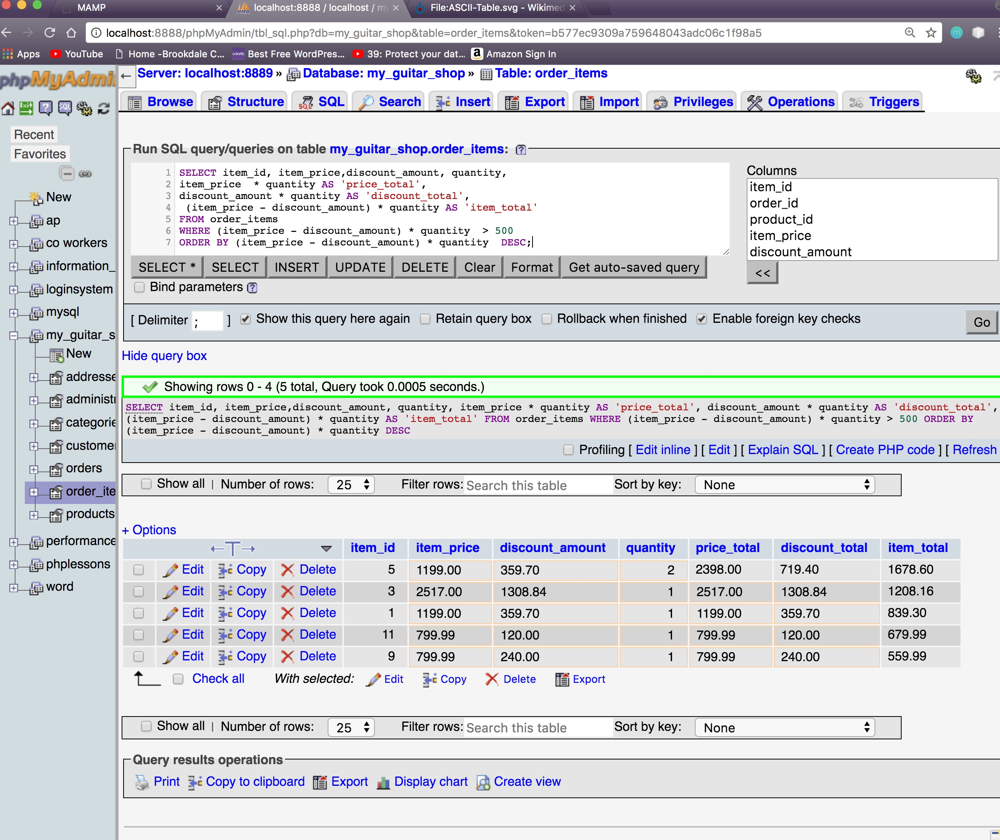 MAMP
localhost:8888 / localhost / my
File:ASCII-Table.svg - Wikimed
localhost:8888/phpMyAdmin/tbl_sql.php?db=my_guitar_shop&table=order_items&token=b577ec9309a759648043adc06c1f98a5
m
Apps YouTube Home -Brookdale C... colorlib Best Free WordPres... 39: Protect your dat... a Amazon Sign In
phpMyAdmi
Exit ? SQL
Recent
Favorites
New
ap
co workers
information_
loginsystem
mysql
my_guitar_s
New
addresse
administr
categorie
custome
orders
order_ite
products
performance
phplessons
word
Server: localhost:8889 » Database: my_guitar_shop » Table: order_items
Browse Structure SQL Search Insert Export Import Privileges Operations Triggers
Run SQL query/queries on table my_guitar_shop.order_items:
1 SELECT item_id, item_price,discount_amount, quantity,
2 item_price  * quantity AS 'price_total',
3 discount_amount * quantity AS 'discount_total',
4  (item_price - discount_amount) * quantity AS 'item_total'
5 FROM order_items
6 WHERE (item_price - discount_amount) * quantity  > 500
7 ORDER BY (item_price - discount_amount) * quantity  DESC;
Columns
item_id
order_id
product_id
item_price
discount_amount
<<
SELECT * SELECT INSERT UPDATE DELETE Clear Format Get auto-saved query
Bind parameters
[ Delimiter ; ] Show this query here again Retain query box Rollback when finished Enable foreign key checks Go
Hide query box
Showing rows 0 - 4 (5 total, Query took 0.0005 seconds.)
SELECT item_id, item_price,discount_amount, quantity, item_price * quantity AS 'price_total', discount_amount * quantity AS 'discount_total',
(item_price - discount_amount) * quantity AS 'item_total' FROM order_items WHERE (item_price - discount_amount) * quantity > 500 ORDER BY
(item_price - discount_amount) * quantity DESC
Profiling [ Edit inline ] [ Edit ] [ Explain SQL ] [ Create PHP code ] [ Refresh
Show all | Number of rows: 25 Filter rows: Search this table Sort by key: None
+ Options
←T→ item_id item_price discount_amount quantity price_total discount_total item_total
Edit Copy Delete 5 1199.00 359.70 2 2398.00 719.40 1678.60
Edit Copy Delete 3 2517.00 1308.84 1 2517.00 1308.84 1208.16
Edit Copy Delete 1 1199.00 359.70 1 1199.00 359.70 839.30
Edit Copy Delete 11 799.99 120.00 1 799.99 120.00 679.99
Edit Copy Delete 9 799.99 240.00 1 799.99 240.00 559.99
Check all With selected: Edit Copy Delete Export
Show all | Number of rows: 25 Filter rows: Search this table Sort by key: None
Query results operations
Print Copy to clipboard Export Display chart Create view